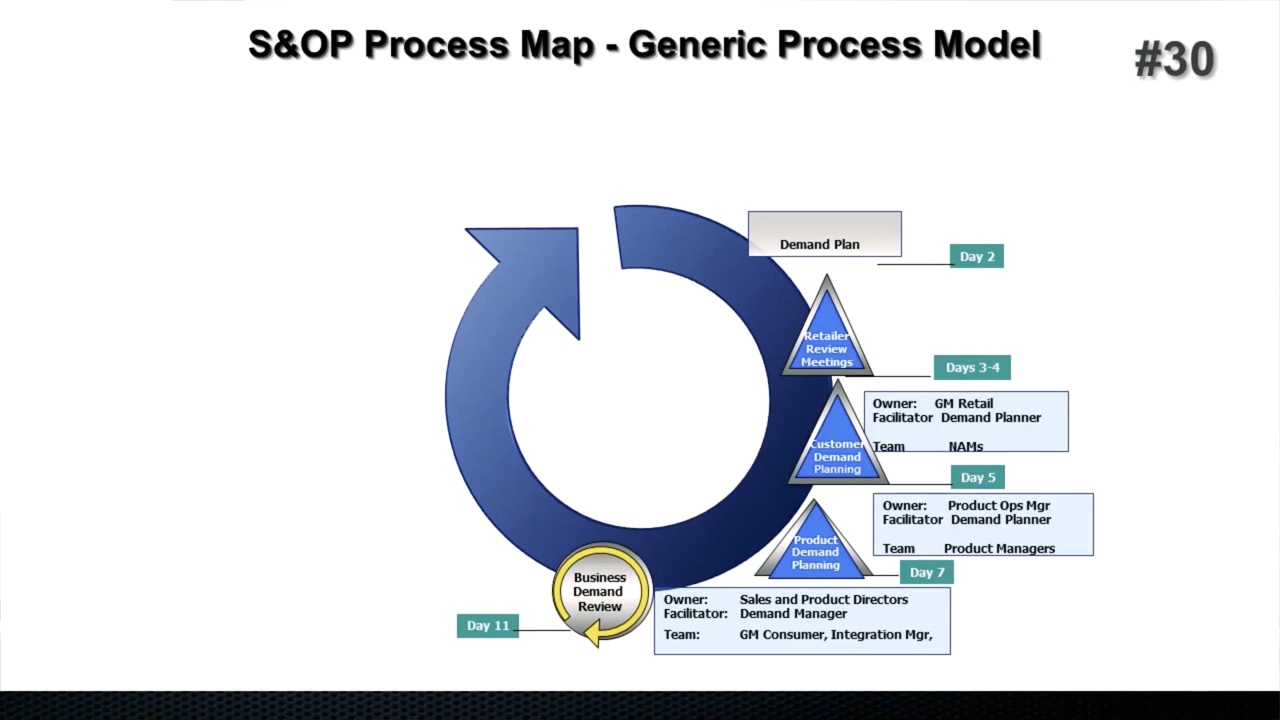 S&OP Process Map - Generic Process Model
#30
Demand Plan
Day 2
Retailer
Review
Meetings
Days 3-4
Owner: GM Retail
Facilitator Demand Planner
Team NAMs
Customer
Demand
Planning
Day 5
Owner: Product Ops Mgr
Facilitator Demand Planner
Team Product Managers
Product
Demand
Planning
Day 7
Business
Demand
Review
Owner: Sales and Product Directors
Facilitator: Demand Manager
Team: GM Consumer, Integration Mgr,
Day 11